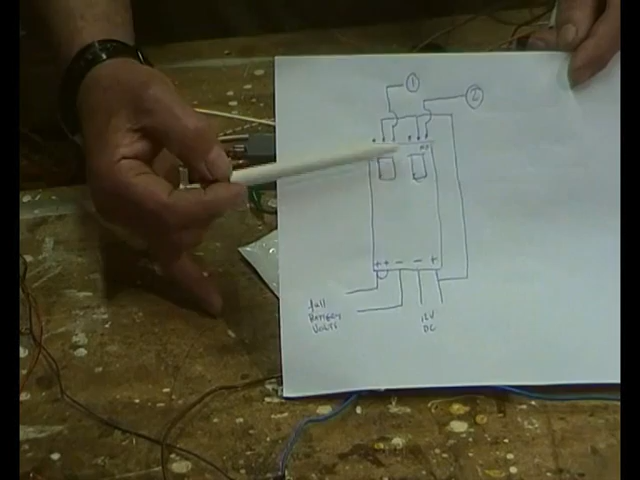 1
2
+ + - - +
full
BATTERY
VOLTS
12V
DC